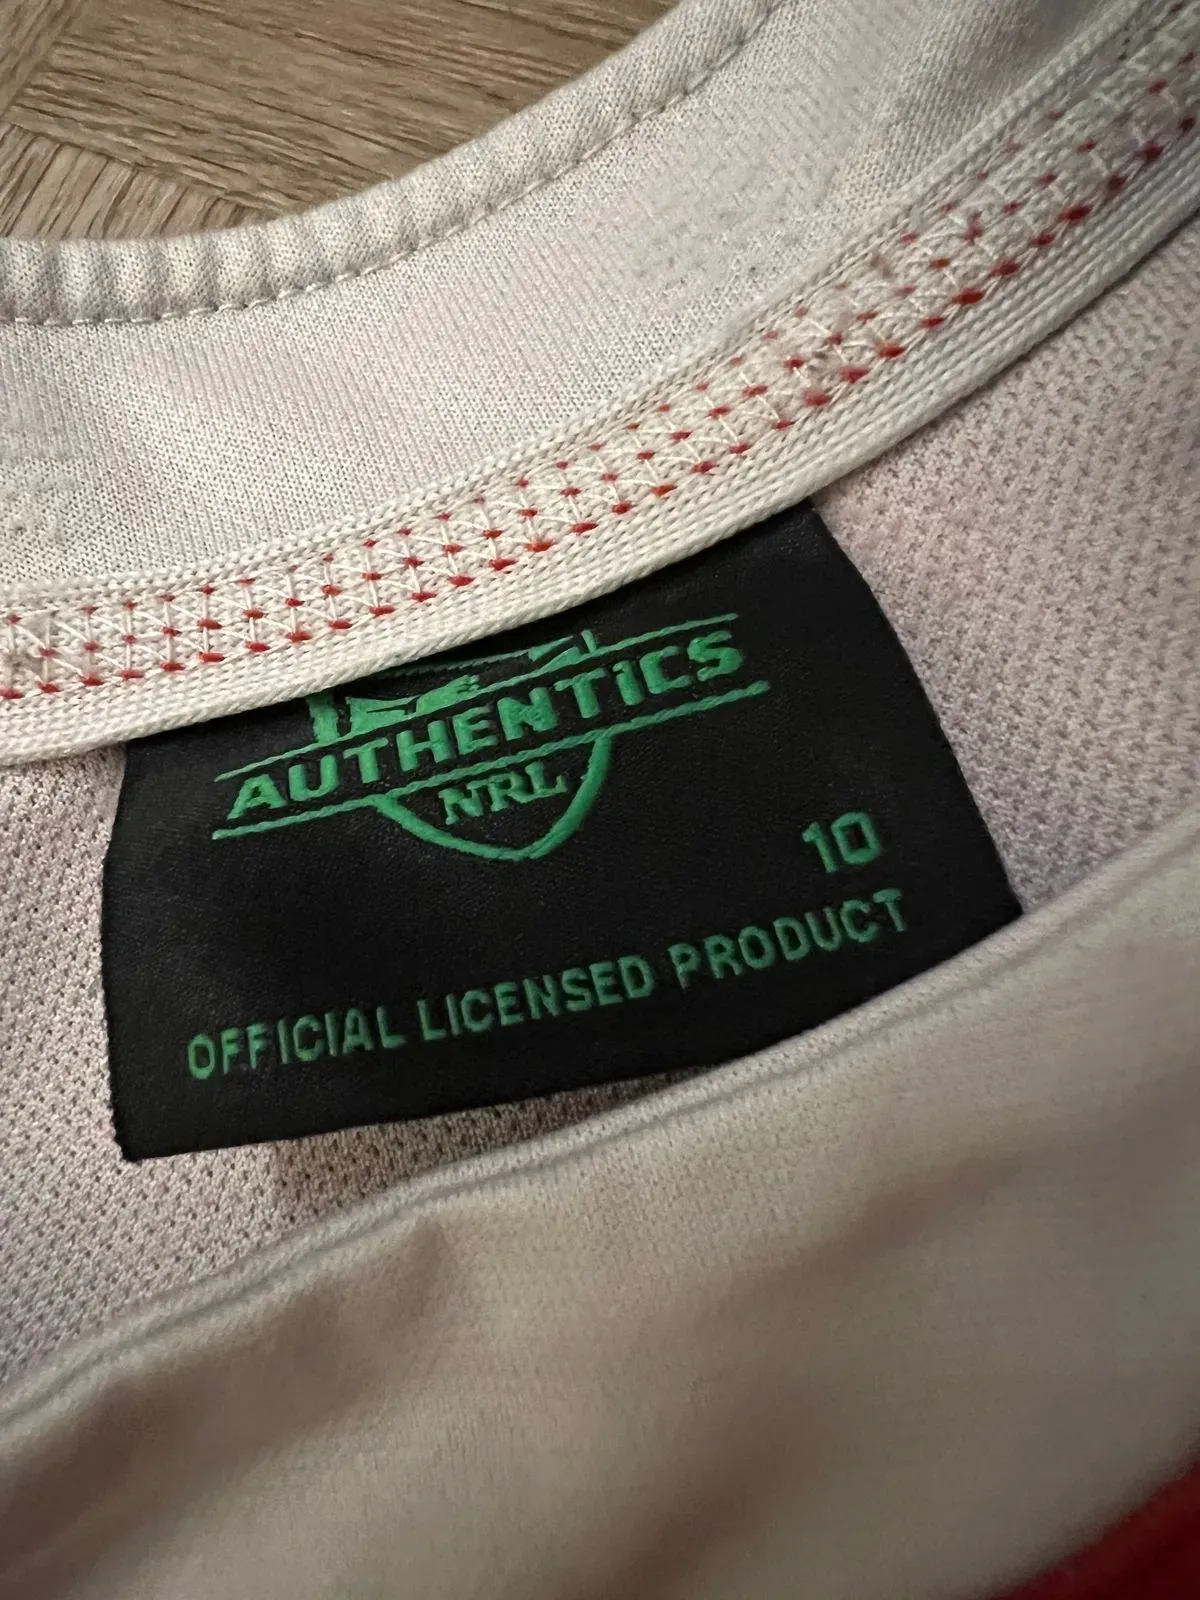 AUTHENTICS
NRL
10
OFFICIAL LICENSED PRODUCT